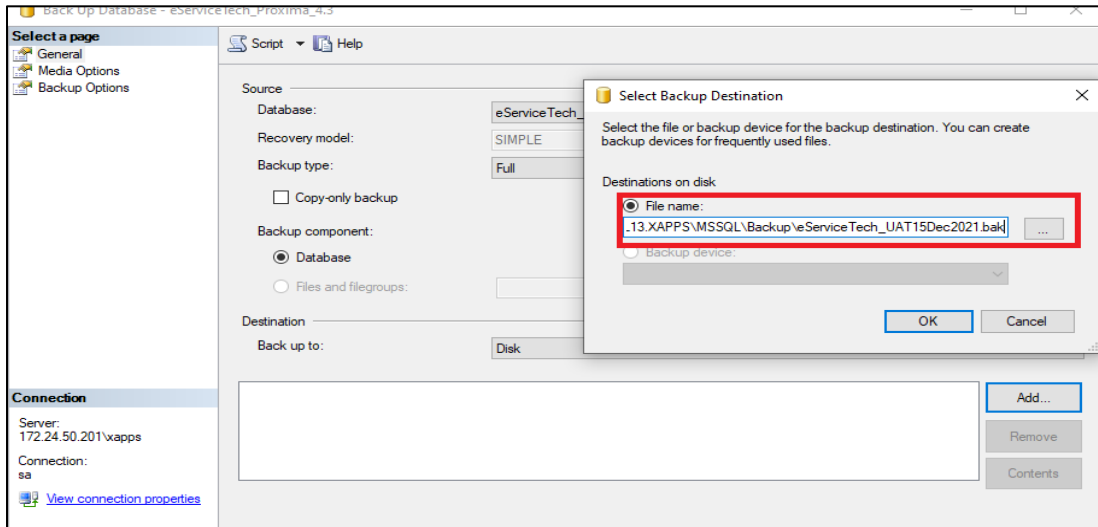 Back Up Database - eServiceTech_Proxima_4.3
Select a page
General
Media Options
Backup Options
Script Help
Source
Database:
eServiceTech_
Recovery model:
SIMPLE
Backup type:
Full
Copy-only backup
Backup component:
Database
Files and filegroups:
Destination
Back up to:
Disk
Add...
Remove
Contents
Select Backup Destination
Select the file or backup device for the backup destination. You can create
backup devices for frequently used files.
Destinations on disk
File name:
_13.XAPPS\MSSQL\Backup\eServiceTech_UAT15Dec2021.bak
...
Backup device:
OK Cancel
Connection
Server:
172.24.50.201\xapps
Connection:
sa
View connection properties